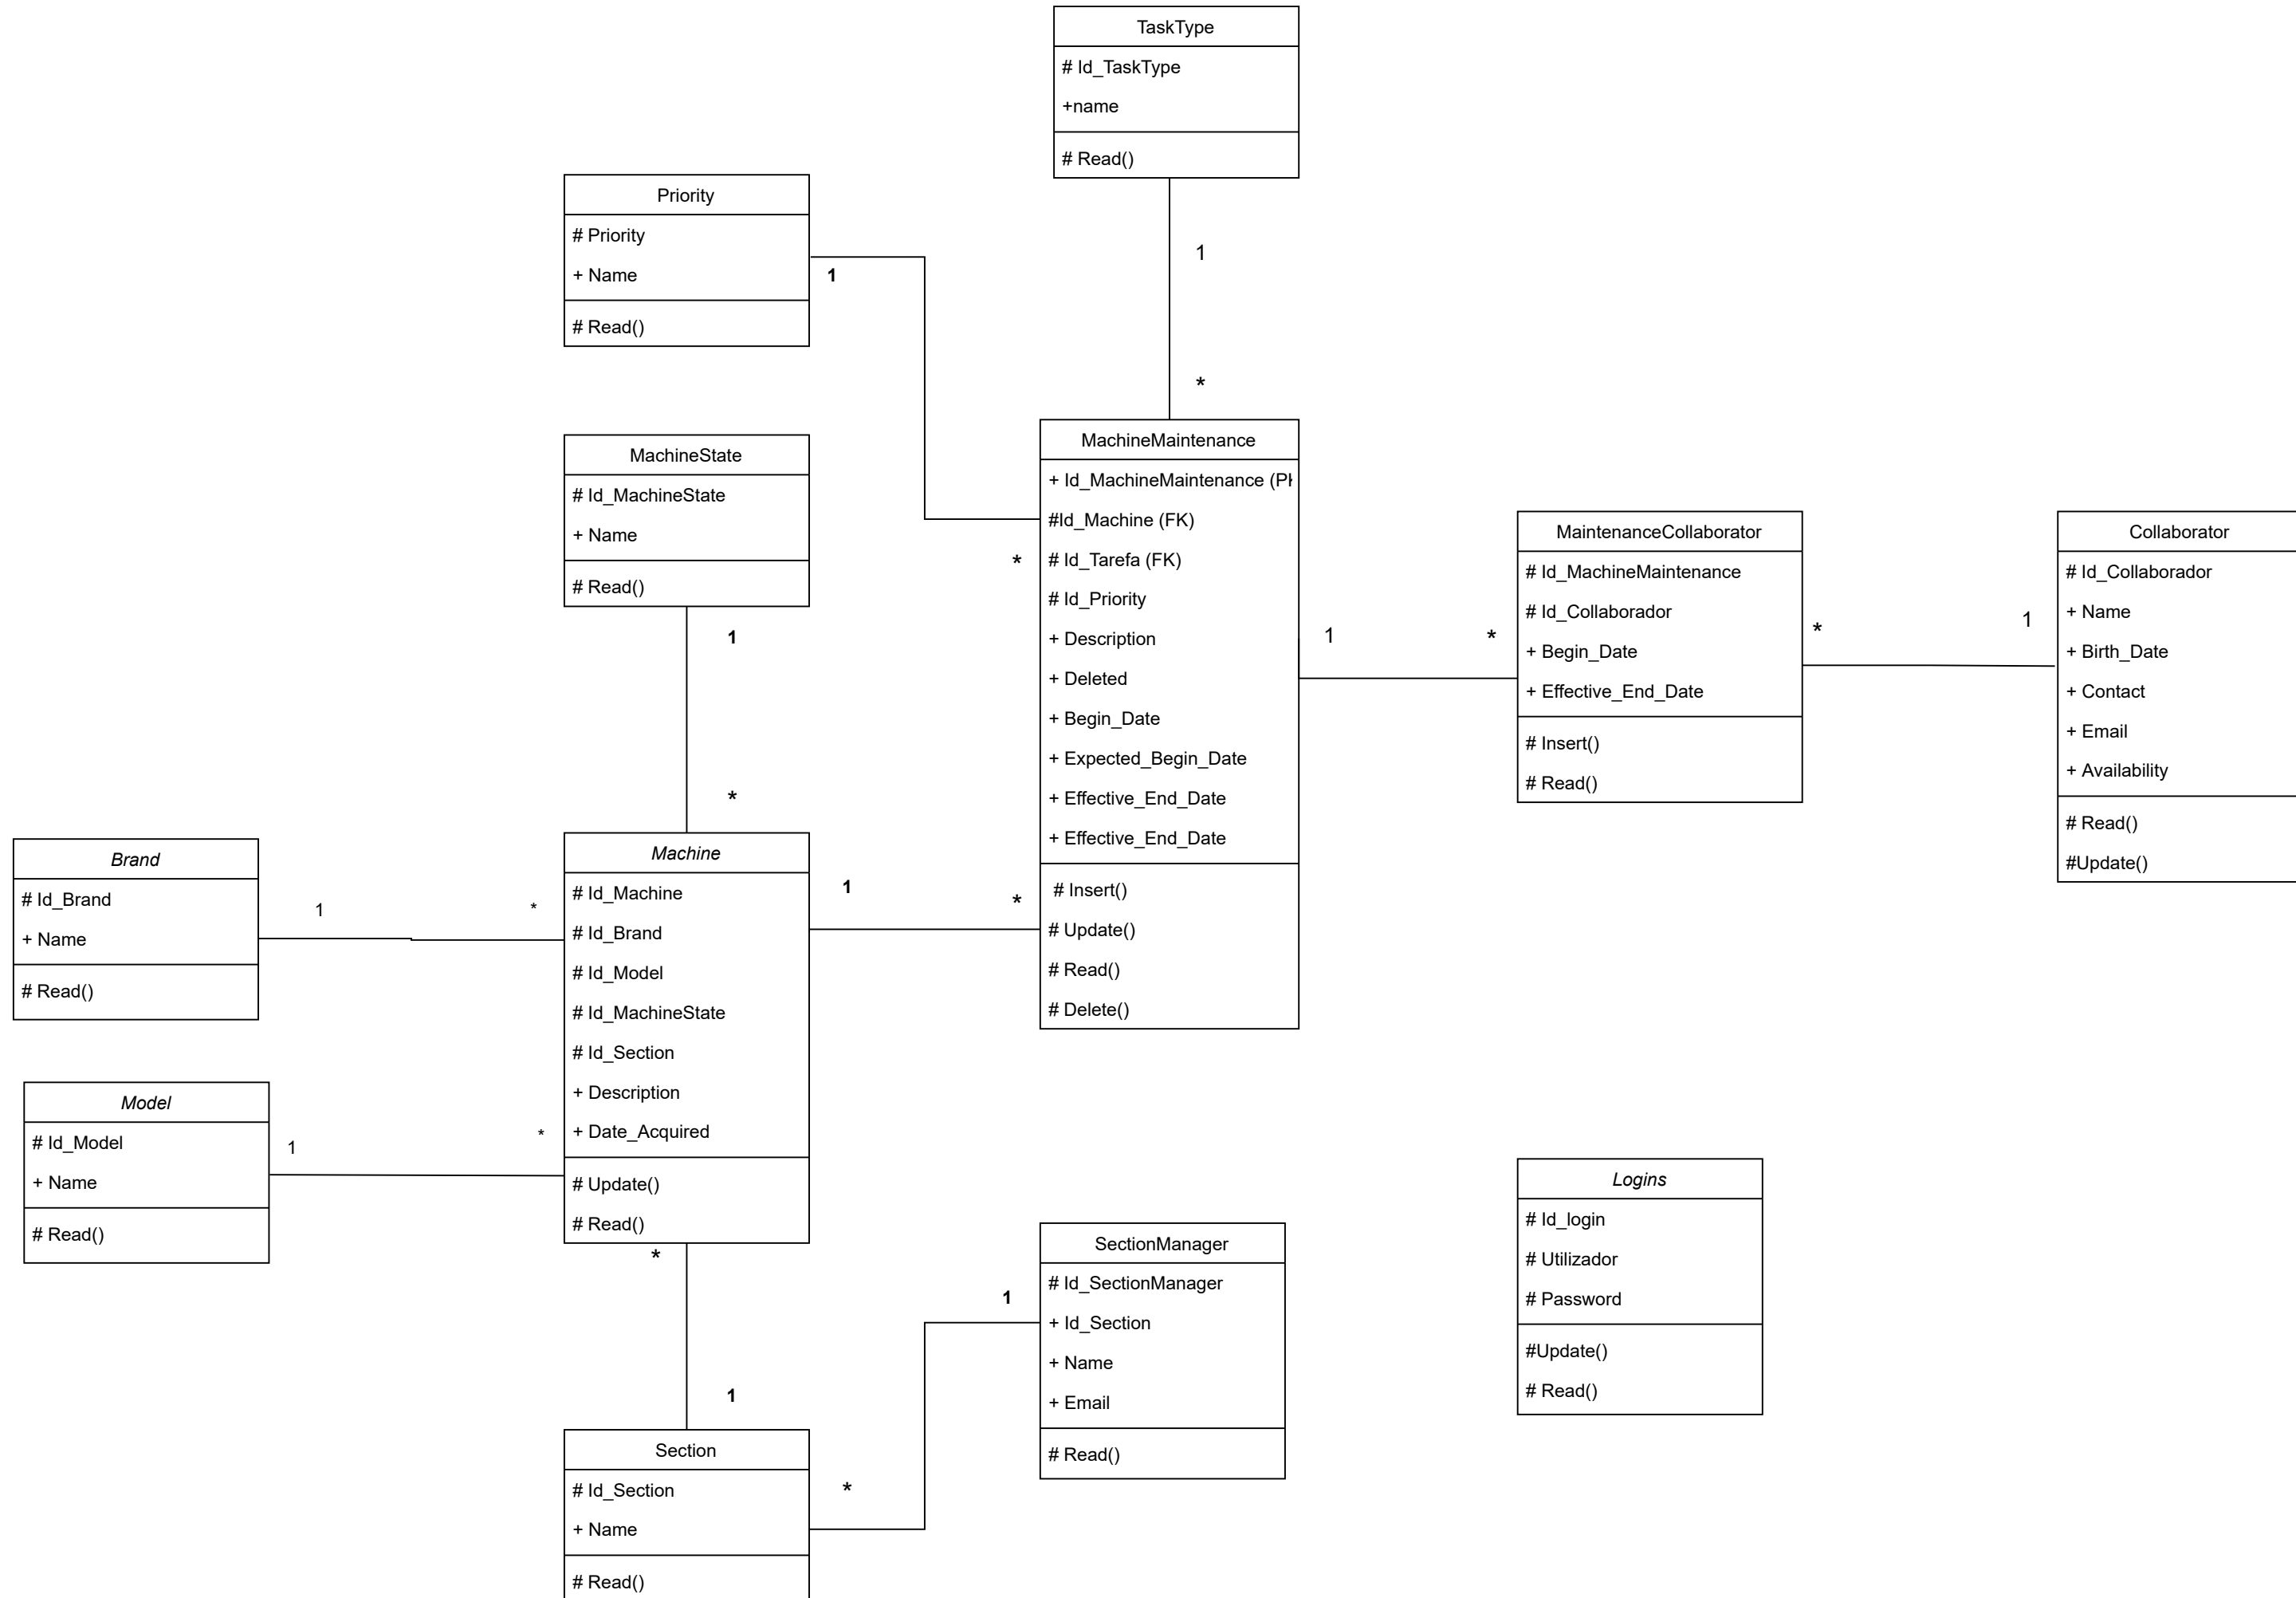 TaskType
# Id_TaskType
+name
# Read()
1
*
Priority
# Priority
+ Name
# Read()
1
*
MachineState
# Id_MachineState
+ Name
# Read()
1
*
MachineMaintenance
+ Id_MachineMaintenance
#Id_Machine (FK)
# Id_Tarefa (FK)
# Id_Priority
+ Description
+ Deleted
+ Begin_Date
+ Expected_Begin_Date
+ Effective_End_Date
+ Effective_End_Date
# Insert()
# Update()
# Read()
# Delete()
1
*
MaintenanceCollaborator
# Id_MachineMaintenance
# Id_Collaborador
+ Begin_Date
+ Effective_End_Date
# Insert()
# Read()
*
1
Collaborator
# Id_Collaborador
+ Name
+ Birth_Date
+ Contact
+ Email
+ Availability
# Read()
#Update()
Brand
# Id_Brand
+ Name
# Read()
1
*
Machine
# Id_Machine
# Id_Brand
# Id_Model
# Id_MachineState
# Id_Section
+ Description
+ Date_Acquired
# Update()
# Read()
1
*
Model
# Id_Model
+ Name
# Read()
1
*
*
1
SectionManager
# Id_SectionManager
+ Id_Section
+ Name
+ Email
# Read()
1
*
Section
# Id_Section
+ Name
# Read()
Logins
# Id_login
# Utilizador
# Password
#Update()
# Read()